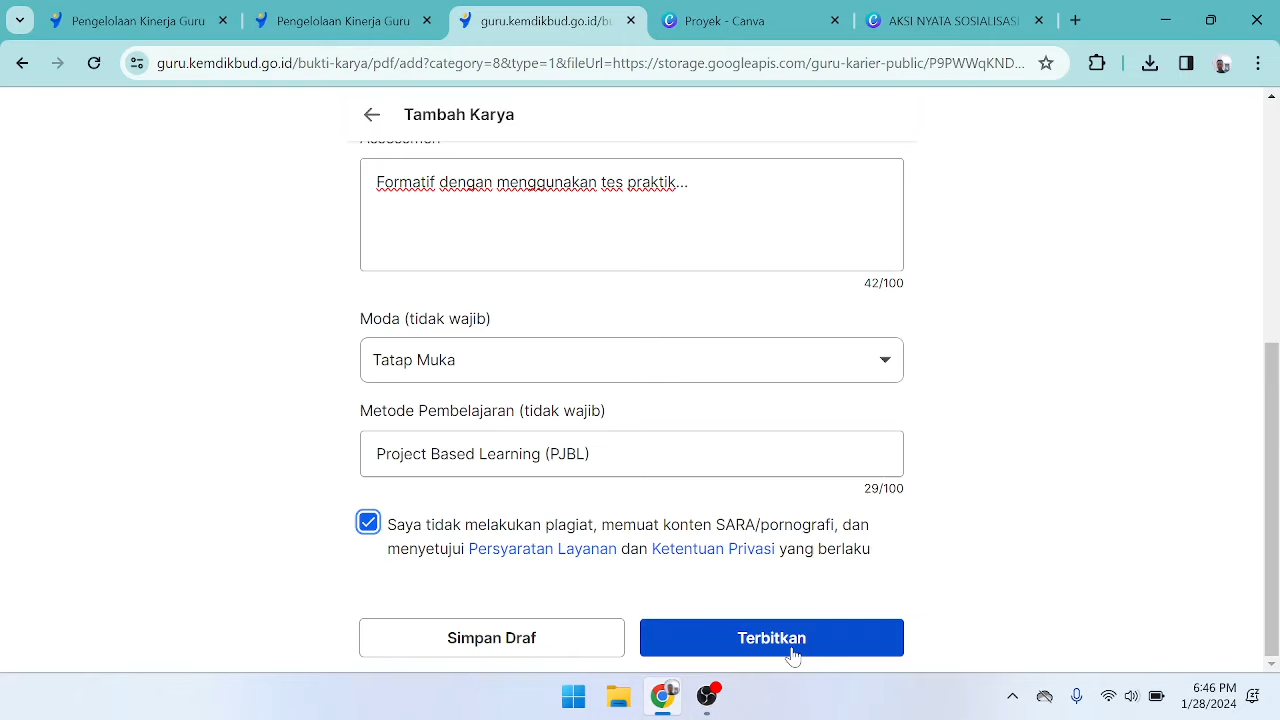 Pengelolaan Kinerja Guru
Pengelolaan Kinerja Guru
guru.kemdikbud.go.id/bu
Proyek - Canva
AKSI NYATA SOSIALISASI
guru.kemdikbud.go.id/bukti-karya/pdf/add?category=8&type=1&fileUrl=https://storage.googleapis.com/guru-karier-public/P9PWWqKND...
Tambah Karya
Formatif dengan menggunakan tes praktik...
42/100
Moda (tidak wajib)
Tatap Muka
Metode Pembelajaran (tidak wajib)
Project Based Learning (PJBL)
29/100
Saya tidak melakukan plagiat, memuat konten SARA/pornografi, dan
menyetujui Persyaratan Layanan dan Ketentuan Privasi yang berlaku
Simpan Draf
Terbitkan
6:46 PM
1/28/2024